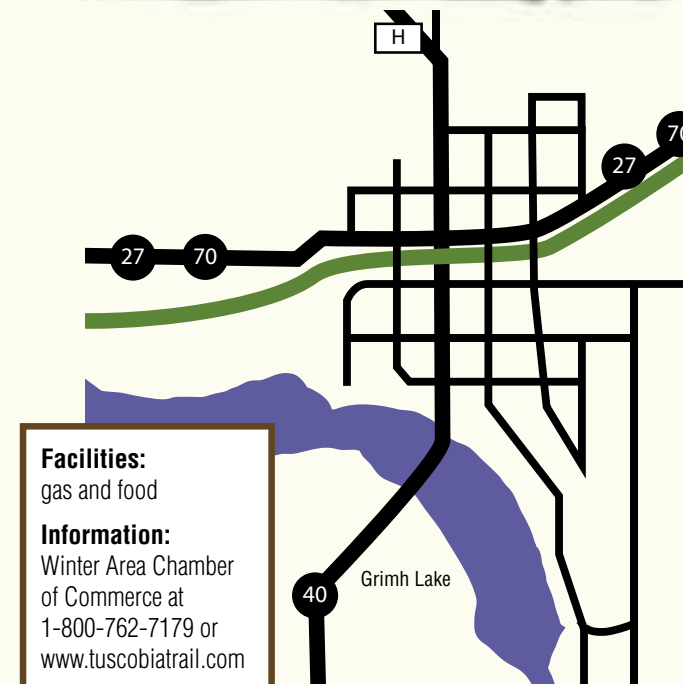 H
70
27
27
70
Facilities:
gas and food
Information:
Winter Area Chamber
of Commerce at
1-800-762-7179 or
www.tuscobiatrail.com
40
Grimh Lake